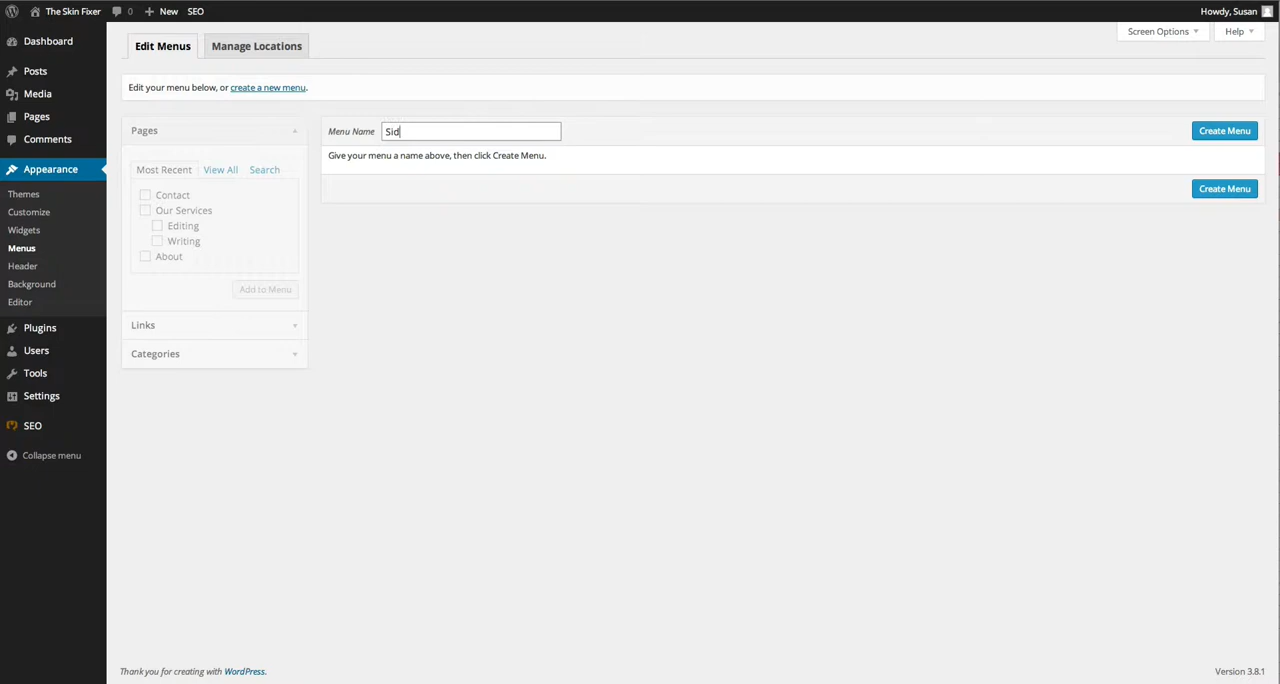 The Skin Fixer 0 New SEO Howdy, Susan
Dashboard
Posts
Media
Pages
Comments
Appearance
Themes
Customize
Widgets
Menus
Header
Background
Editor
Plugins
Users
Tools
Settings
SEO
Collapse menu
Screen Options Help
Edit Menus Manage Locations
Edit your menu below, or create a new menu.
Pages
Most Recent View All Search
Contact
Our Services
Editing
Writing
About
Add to Menu
Links
Categories
Menu Name Sid Create Menu
Give your menu a name above, then click Create Menu.
Create Menu
Thank you for creating with WordPress. Version 3.8.1